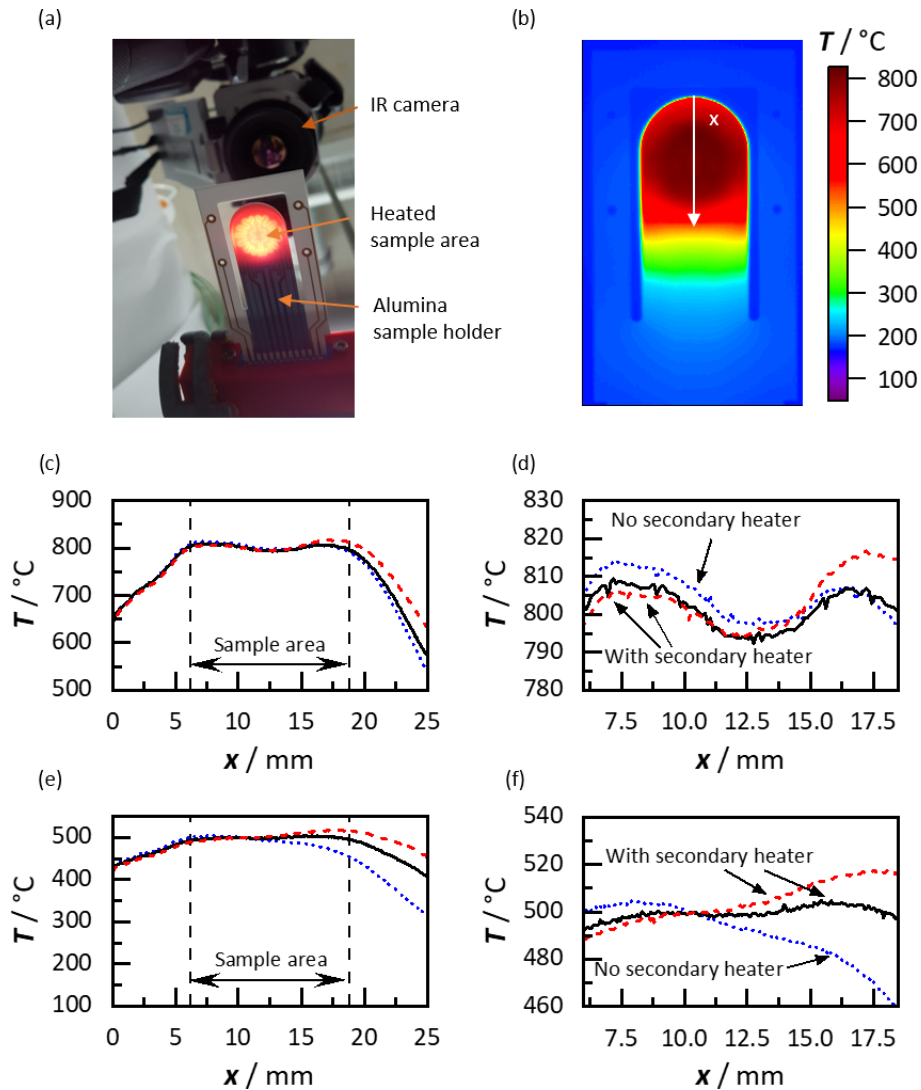 (a)
IR camera
Heated
sample area
Alumina
sample holder
(b)
T / °C
x
800
700
600
500
400
300
200
100
(c)
900
800
700
600
500
T / °C
Sample area
0
5
10
15
20
25
x / mm
(d)
830
820
810
800
790
780
T / °C
No secondary heater
With secondary heater
7.5
10.0
12.5
15.0
17.5
x / mm
(e)
500
400
300
200
100
T / °C
Sample area
0
5
10
15
20
25
x / mm
(f)
540
520
500
480
460
T / °C
With secondary heater
No secondary heater
7.5
10.0
12.5
15.0
17.5
x / mm